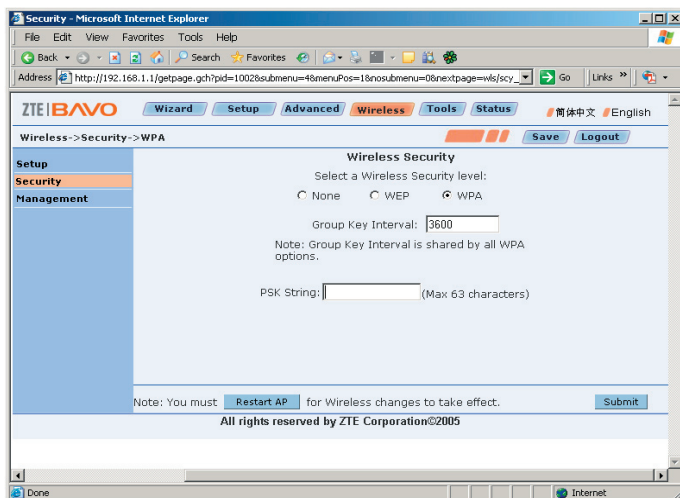 Security - Microsoft Internet Explorer
File Edit View Favorites Tools Help
Back Search Favorites
Address http://192.168.1.1/getpage.gch?pid=1002&submenu=4&menuPos=1&nosubmenu=0&nextpage=wls/scy_ Go Links »
ZTE|BAVO Wizard Setup Advanced Wireless Tools Status 简体中文 English
Wireless->Security->WPA Save Logout
Setup
Security
Management
Wireless Security
Select a Wireless Security level:
None WEP WPA
Group Key Interval: 3600
Note: Group Key Interval is shared by all WPA
options.
PSK String: (Max 63 characters)
Note: You must Restart AP for Wireless changes to take effect. Submit
All rights reserved by ZTE Corporation©2005
Done Internet